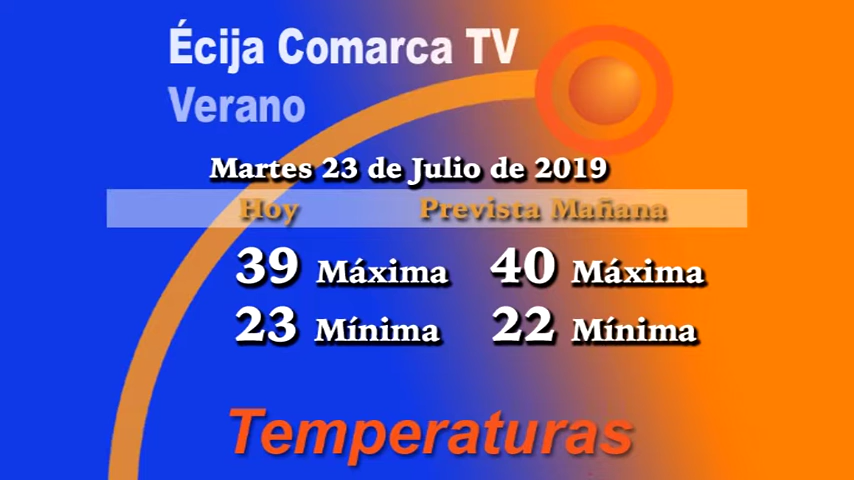 Écija Comarca TV
Verano
Martes 23 de Julio de 2019
Hoy Prevista Mañana
39 Máxima 40 Máxima
23 Mínima 22 Mínima
Temperaturas